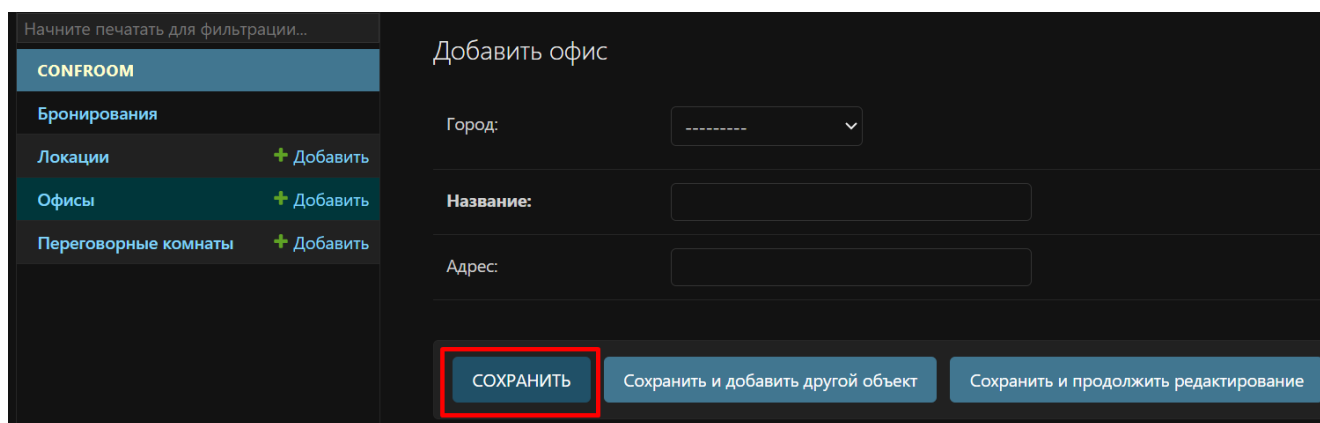 Начните печатать для фильтрации...
CONFROOM
Бронирования
Локации + Добавить
Офисы + Добавить
Переговорные комнаты + Добавить
Добавить офис
Город: ---------
Название:
Адрес:
СОХРАНИТЬ Сохранить и добавить другой объект Сохранить и продолжить редактирование